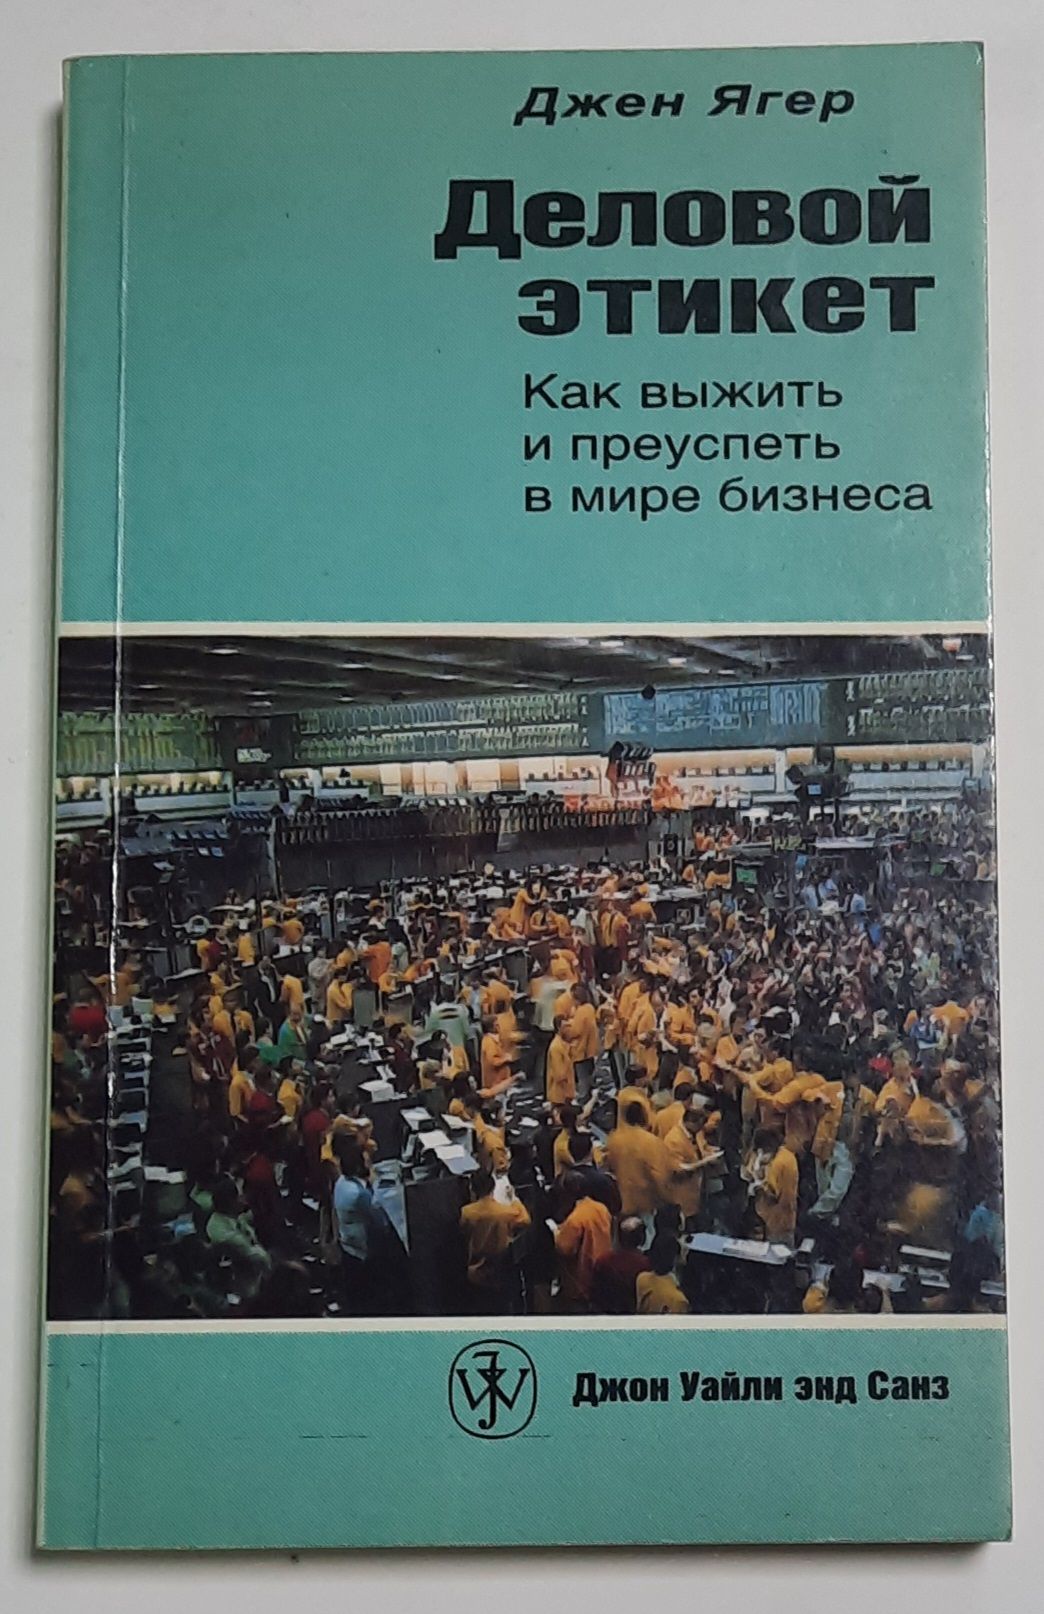 Джен Ягер
Деловой
этикет
Как выжить
и преуспеть
в мире бизнеса
Джон Уайли энд Санз